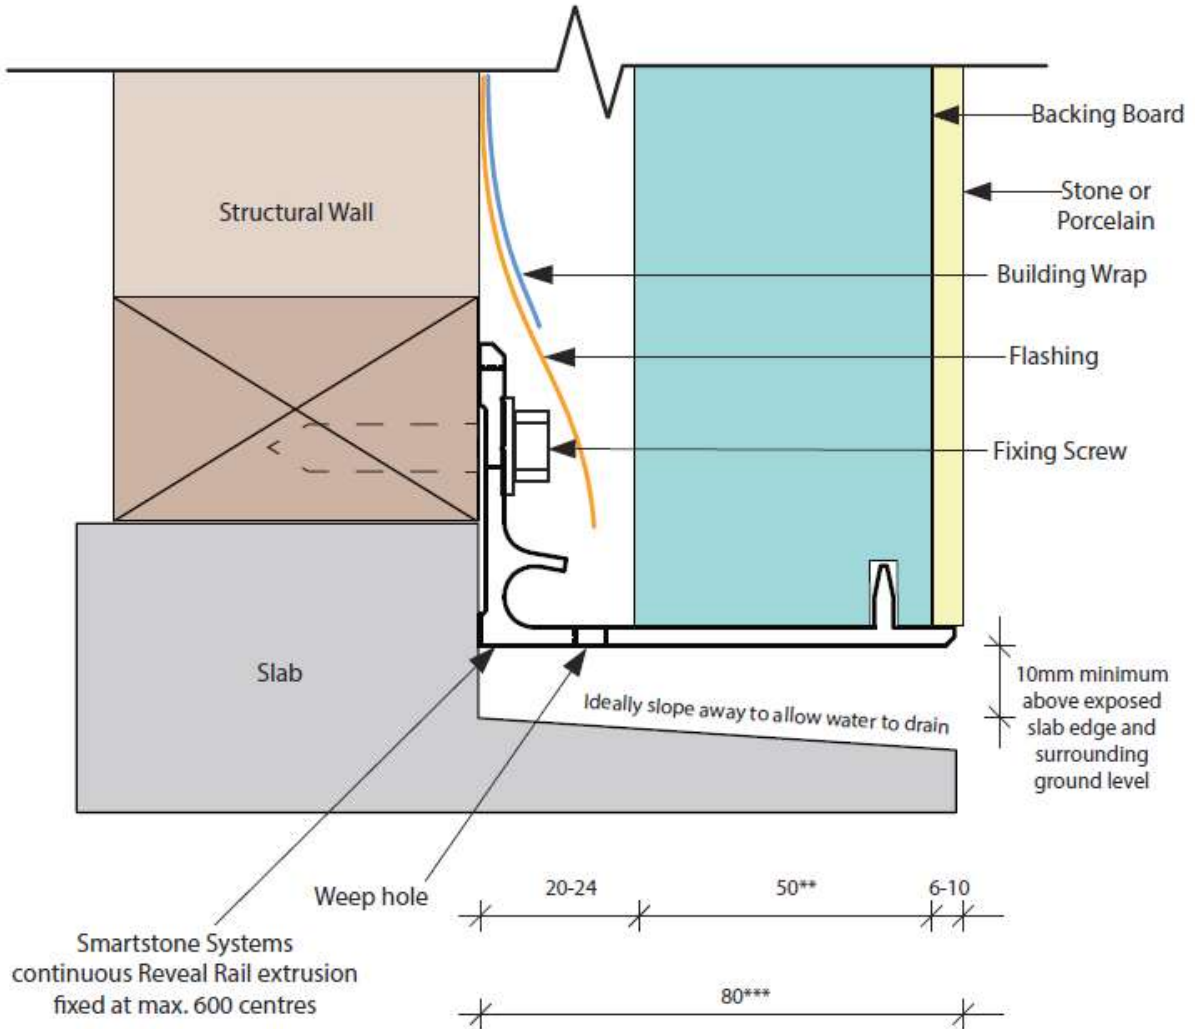 Backing Board
Structural Wall
Stone or
Porcelain
Building Wrap
Flashing
Fixing Screw
Slab
10mm minimum
above exposed
slab edge and
surrounding
ground level
Ideally slope away to allow water to drain
Weep hole
20-24
50**
6-10
Smartstone Systems
continuous Reveal Rail extrusion
fixed at max. 600 centres
80***